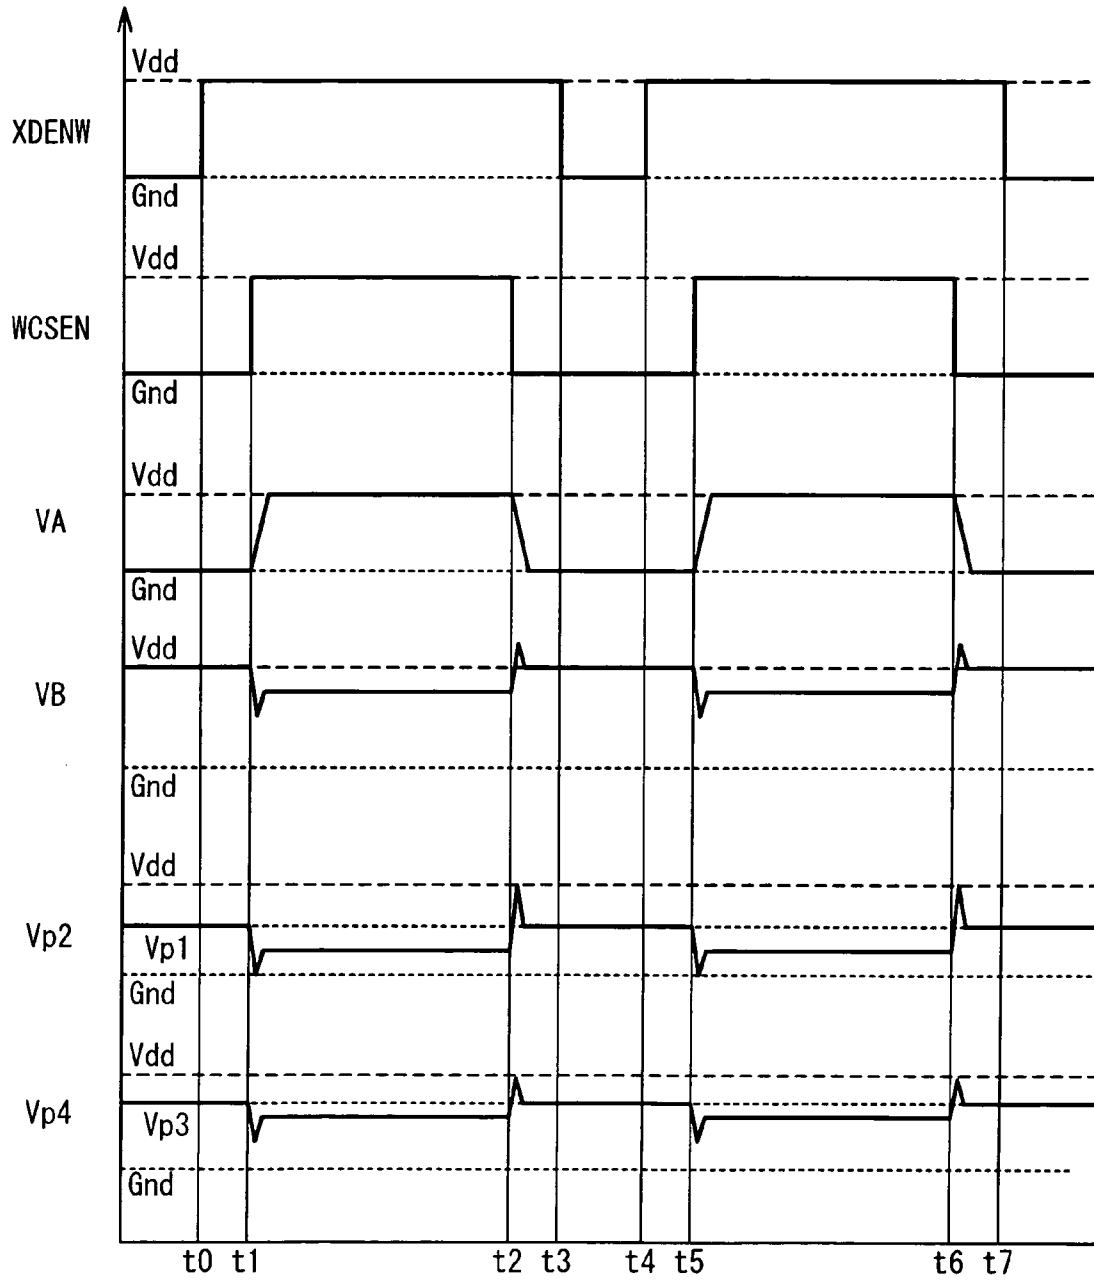 Vdd
XDENW
Gnd
Vdd
WCSEN
Gnd
Vdd
VA
Gnd
Vdd
VB
Gnd
Vdd
Vp2
Vp1
Gnd
Vdd
Vp4
Vp3
Gnd
t0 t1 t2 t3 t4 t5 t6 t7